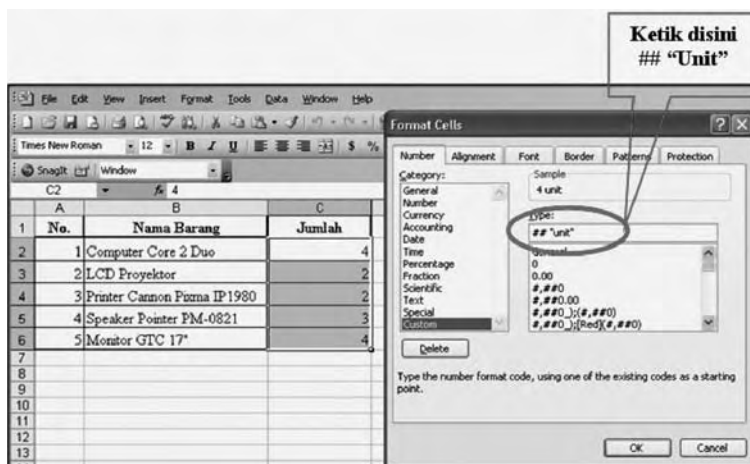 Ketik disini
## “Unit”
File Edit View Insert Format Tools Data Window Help
Times New Roman 12 B I U $ %
SnagIt Window
C2 fx 4
A B C
1 No. Nama Barang Jumlah
2 1 Computer Core 2 Duo 4
3 2 LCD Proyektor 2
4 3 Printer Cannon Pixma IP1980 2
5 4 Speaker Pointer PM-0821 3
6 5 Monitor GTC 17" 4
7
8
9
10
11
12
13
Format Cells
Number Alignment Font Border Patterns Protection
Category:
General
Number
Currency
Accounting
Date
Time
Percentage
Fraction
Scientific
Text
Special
Custom
Sample
4 unit
Type:
## "unit"
General
0
0.00
#,##0
#,##0.00
#,##0_);(#,##0)
#,##0_);[Red](#,##0)
Delete
Type the number format code, using one of the existing codes as a starting
point.
OK Cancel